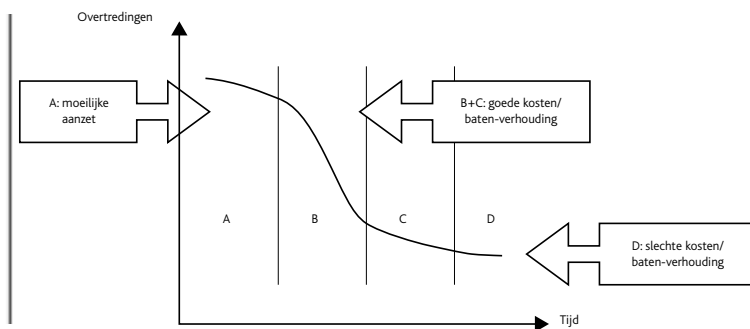 Overtredingen
A: moeilijke
aanzet
B+C: goede kosten/
baten-verhouding
A
B
C
D
D: slechte kosten/
baten-verhouding
Tijd